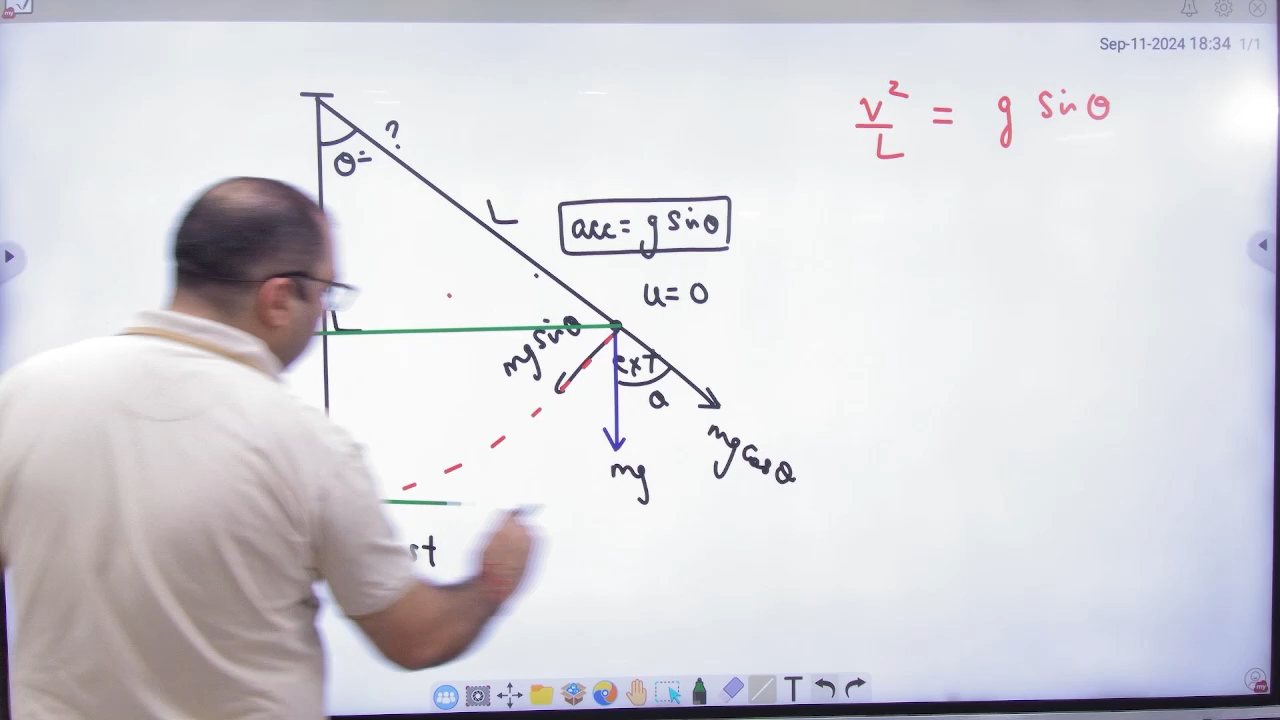 Sep-11-2024 18:34 1/1
v²/L = g sinθ
θ = ?
L
acc = g sinθ
u = 0
mg sinθ
ext
θ
mg cosθ
mg
T